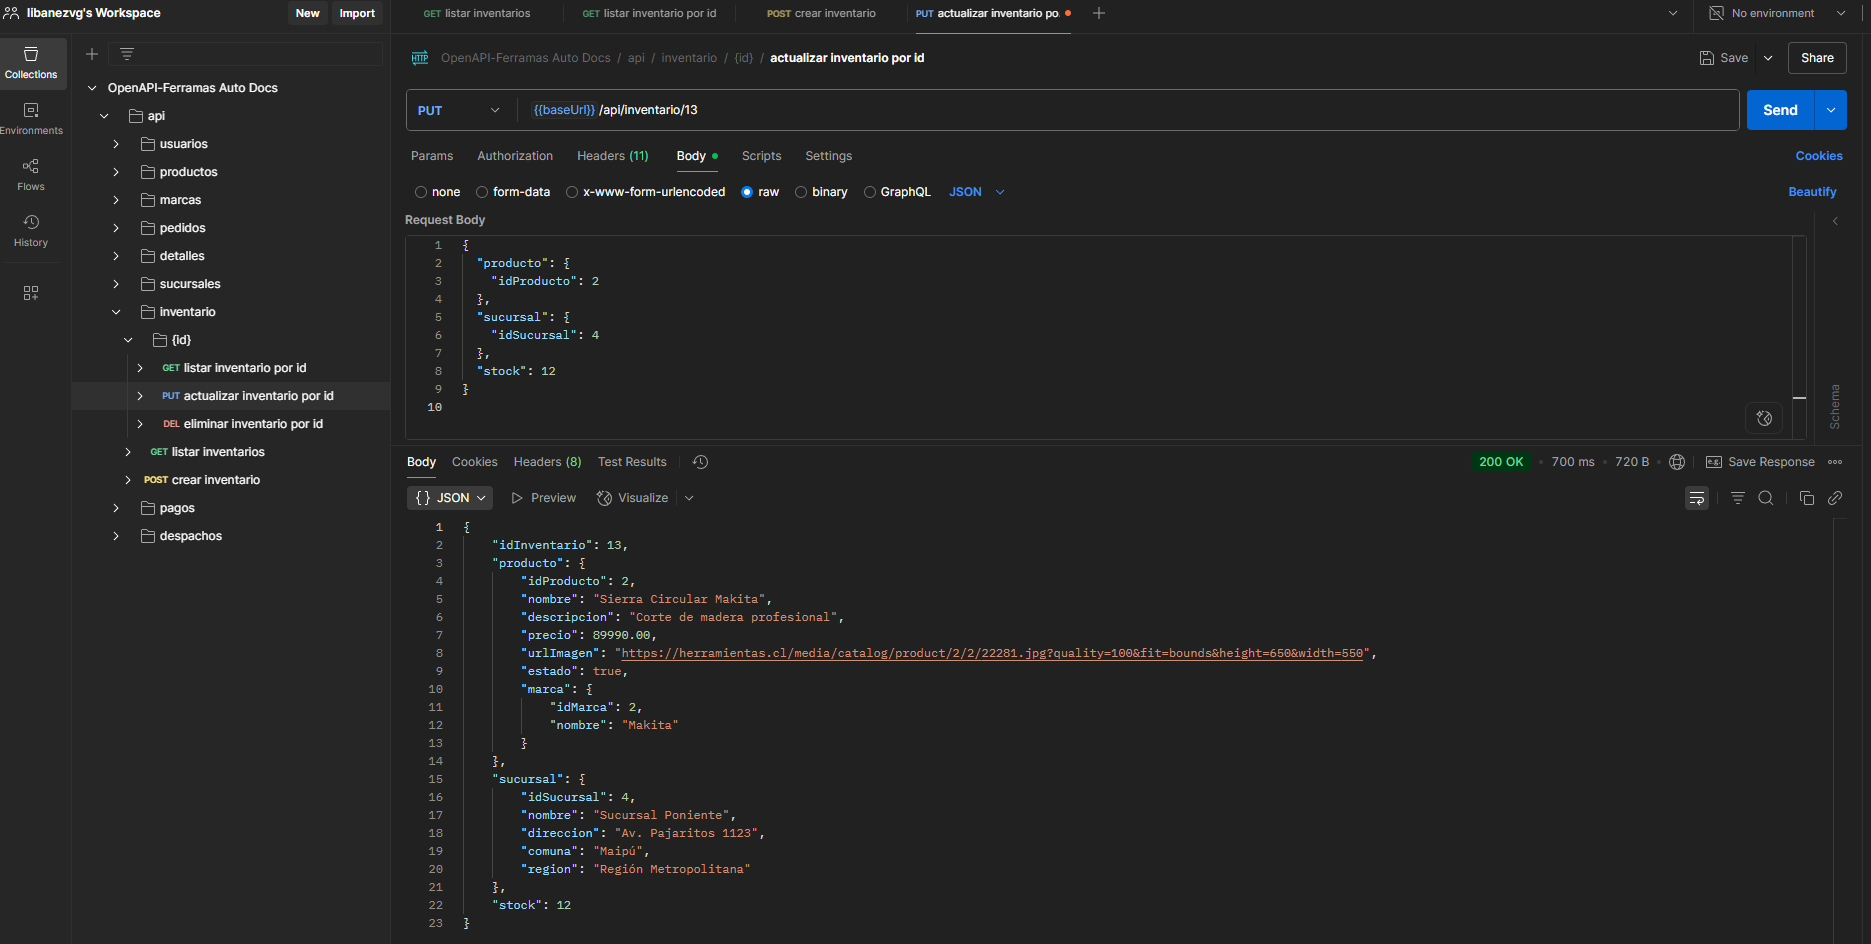 libanezvg's Workspace
New
Import
GET listar inventarios
GET listar inventario por id
POST crear inventario
PUT actualizar inventario po.
No environment
Collections
Environments
Flows
History
OpenAPI-Ferramas Auto Docs
api
usuarios
productos
marcas
pedidos
detalles
sucursales
inventario
{id}
GET listar inventario por id
PUT actualizar inventario por id
DEL eliminar inventario por id
GET listar inventarios
POST crear inventario
pagos
despachos
HTTP OpenAPI-Ferramas Auto Docs / api / inventario / {id} / actualizar inventario por id
Save
Share
PUT
{{baseUrl}} /api/inventario/13
Send
Params Authorization Headers (11) Body Scripts Settings
Cookies
none form-data x-www-form-urlencoded raw binary GraphQL JSON
Beautify
Request Body
1 {
2 "producto": {
3 "idProducto": 2
4 },
5 "sucursal": {
6 "idSucursal": 4
7 },
8 "stock": 12
9 }
10
Schema
Body Cookies Headers (8) Test Results
200 OK • 700 ms • 720 B
e.g. Save Response
{} JSON Preview Visualize
1 {
2 "idInventario": 13,
3 "producto": {
4 "idProducto": 2,
5 "nombre": "Sierra Circular Makita",
6 "descripcion": "Corte de madera profesional",
7 "precio": 89990.00,
8 "urlImagen": "https://herramientas.cl/media/catalog/product/2/2/22281.jpg?quality=100&fit=bounds&height=650&width=550",
9 "estado": true,
10 "marca": {
11 "idMarca": 2,
12 "nombre": "Makita"
13 }
14 },
15 "sucursal": {
16 "idSucursal": 4,
17 "nombre": "Sucursal Poniente",
18 "direccion": "Av. Pajaritos 1123",
19 "comuna": "Maipú",
20 "region": "Región Metropolitana"
21 },
22 "stock": 12
23 }